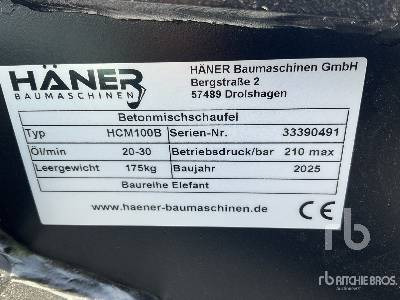 HÄNER
BAUMASCHINEN
HÄNER Baumaschinen GmbH
Bergstraße 2
57489 Drolshagen
Betonmischschaufel
Typ HCM100B Serien-Nr. 33390491
Öl/min 20-30 Betriebsdruck/bar 210 max
Leergewicht 175kg Baujahr 2025
Baureihe Elefant
www.haener-baumaschinen.de CE
rb
rb RITCHIE BROS.